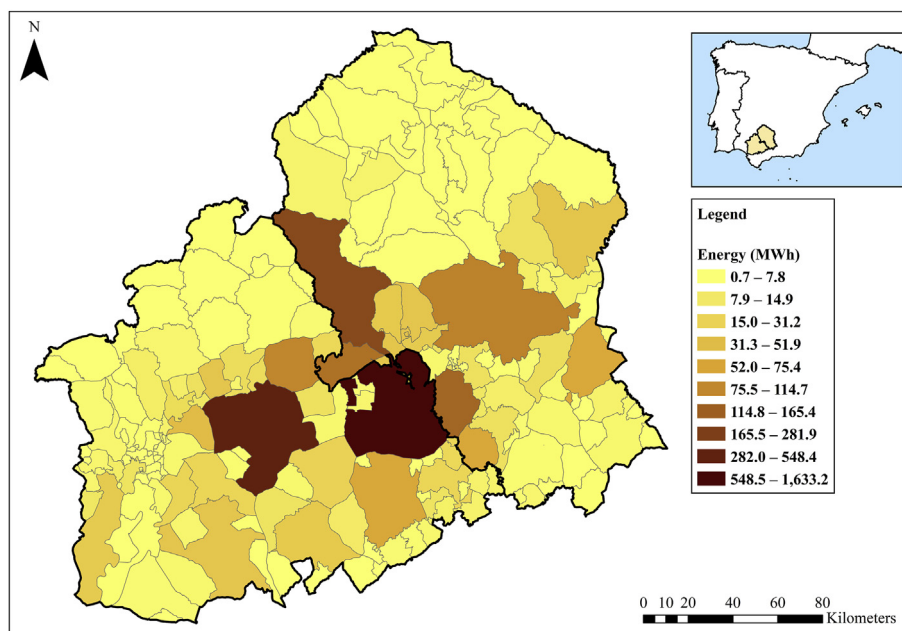 N
Legend
Energy (MWh)
0.7 – 7.8
7.9 – 14.9
15.0 – 31.2
31.3 – 51.9
52.0 – 75.4
75.5 – 114.7
114.8 – 165.4
165.5 – 281.9
282.0 – 548.4
548.5 – 1,633.2
0 10 20 40 60 80
Kilometers